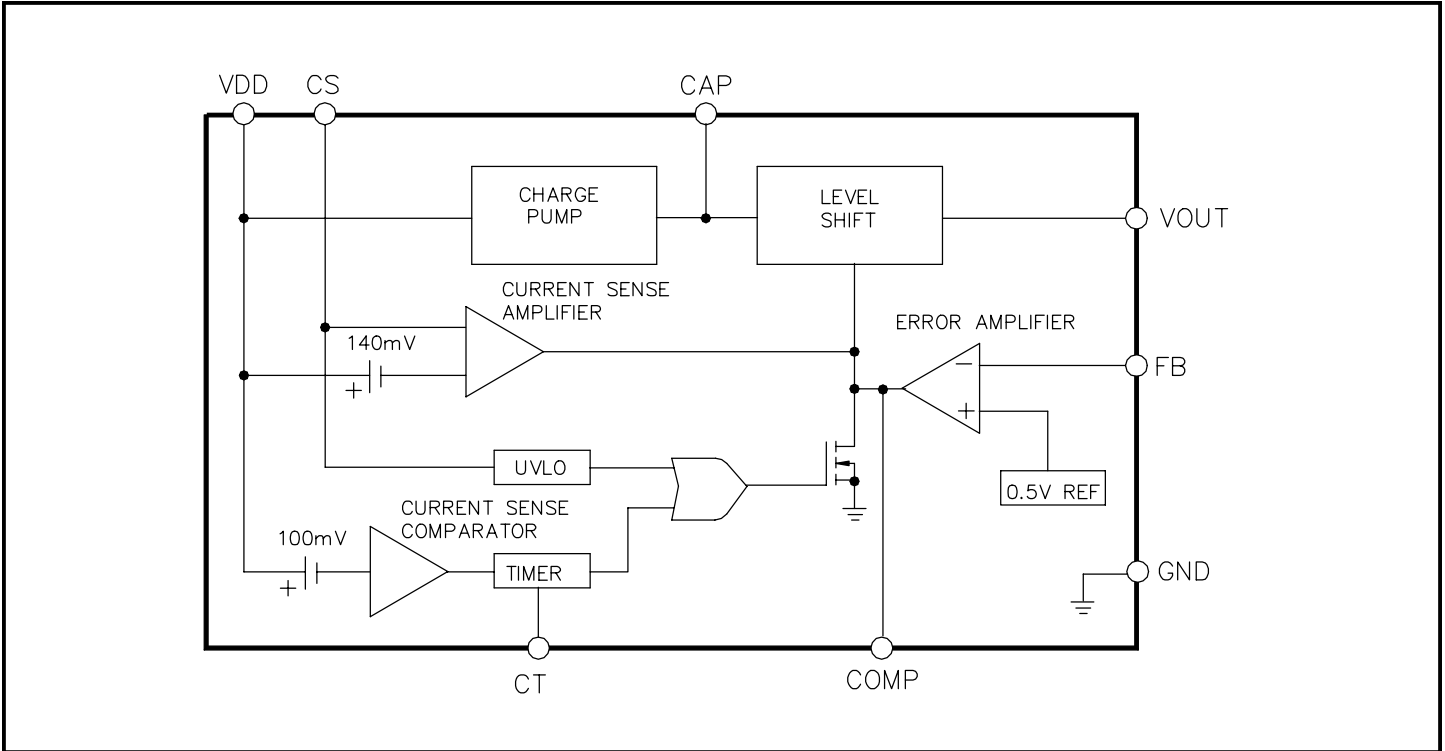 VDD
CS
CAP
CHARGE
PUMP
LEVEL
SHIFT
VOUT
CURRENT SENSE
AMPLIFIER
ERROR AMPLIFIER
140mV
+
−
FB
+
UVLO
0.5V REF
CURRENT SENSE
COMPARATOR
100mV
+
TIMER
GND
CT
COMP